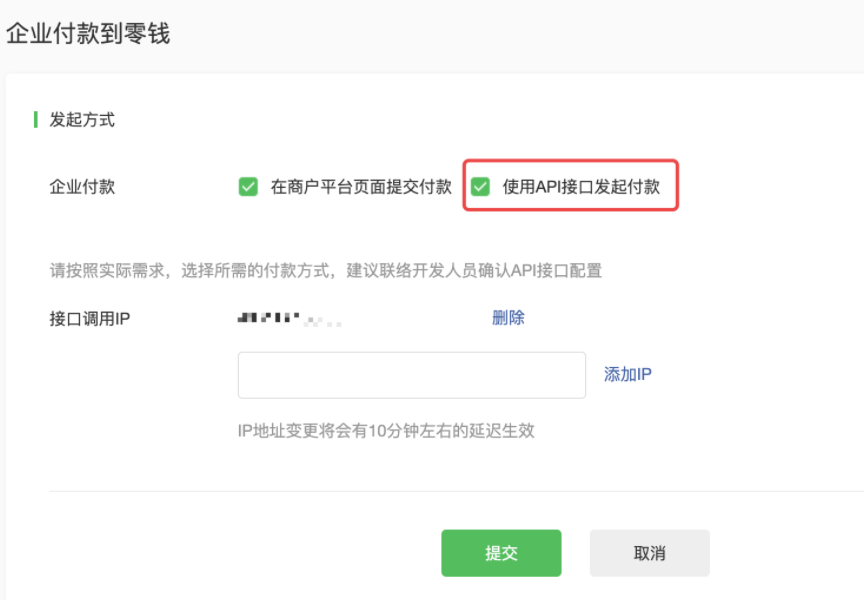 企业付款到零钱
发起方式
企业付款 在商户平台页面提交付款 使用API接口发起付款
请按照实际需求，选择所需的付款方式，建议联络开发人员确认API接口配置
接口调用IP 删除
添加IP
IP地址变更将会有10分钟左右的延迟生效
提交 取消